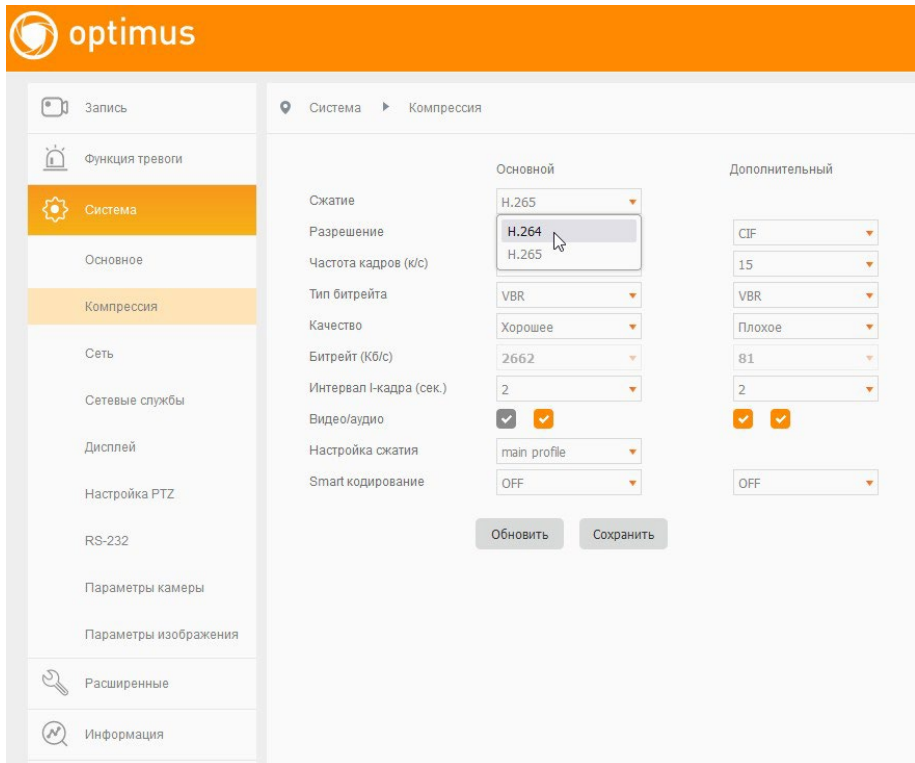 optimus
Запись
Система Компрессия
Функция тревоги
Основной Дополнительный
Система
Сжатие H.265
Разрешение H.264 CIF
Основное
Частота кадров (к/с) H.265 15
Тип битрейта VBR VBR
Компрессия
Качество Хорошее Плохое
Сеть
Битрейт (Кб/с) 2662 81
Интервал I-кадра (сек.) 2 2
Сетевые службы
Видео/аудио
Дисплей
Настройка сжатия main profile
Smart кодирование OFF OFF
Настройка PTZ
Обновить Сохранить
RS-232
Параметры камеры
Параметры изображения
Расширенные
Информация